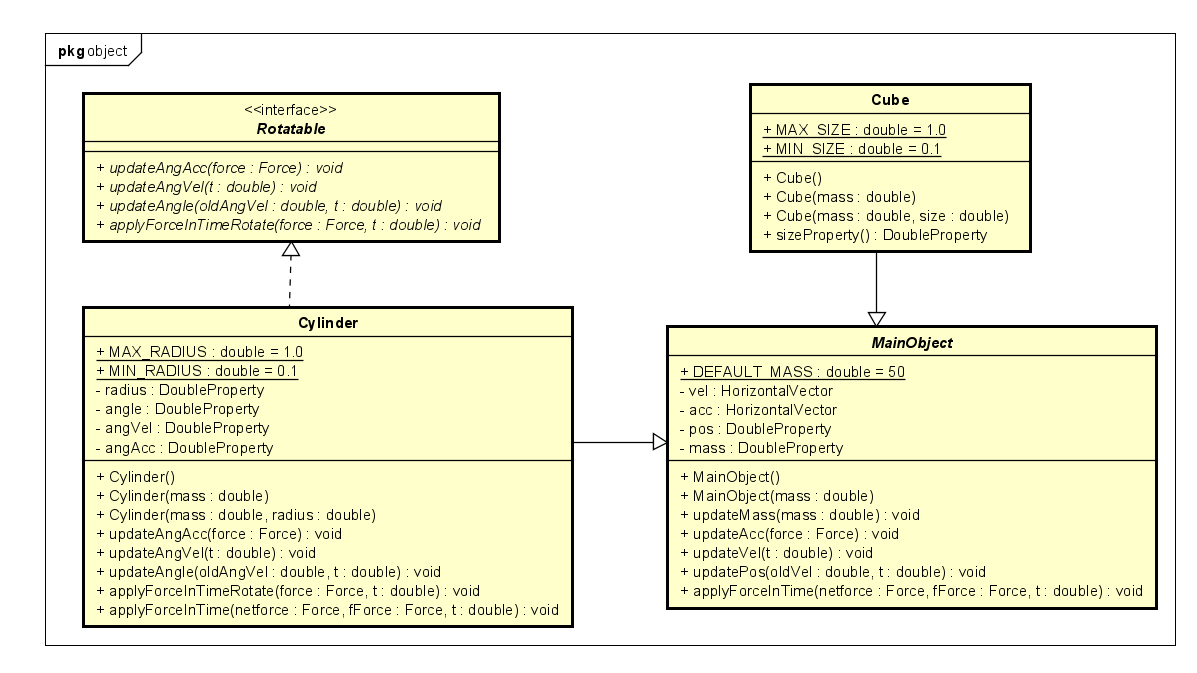 pkg object
<<interface>>
Rotatable
+ updateAngAcc(force : Force) : void
+ updateAngVel(t : double) : void
+ updateAngle(oldAngVel : double, t : double) : void
+ applyForceInTimeRotate(force : Force, t : double) : void
Cube
+ MAX_SIZE : double = 1.0
+ MIN_SIZE : double = 0.1
+ Cube()
+ Cube(mass : double)
+ Cube(mass : double, size : double)
+ sizeProperty() : DoubleProperty
Cylinder
+ MAX_RADIUS : double = 1.0
+ MIN_RADIUS : double = 0.1
- radius : DoubleProperty
- angle : DoubleProperty
- angVel : DoubleProperty
- angAcc : DoubleProperty
+ Cylinder()
+ Cylinder(mass : double)
+ Cylinder(mass : double, radius : double)
+ updateAngAcc(force : Force) : void
+ updateAngVel(t : double) : void
+ updateAngle(oldAngVel : double, t : double) : void
+ applyForceInTimeRotate(force : Force, t : double) : void
+ applyForceInTime(netforce : Force, fForce : Force, t : double) : void
MainObject
+ DEFAULT_MASS : double = 50
- vel : HorizontalVector
- acc : HorizontalVector
- pos : DoubleProperty
- mass : DoubleProperty
+ MainObject()
+ MainObject(mass : double)
+ updateMass(mass : double) : void
+ updateAcc(force : Force) : void
+ updateVel(t : double) : void
+ updatePos(oldVel : double, t : double) : void
+ applyForceInTime(netforce : Force, fForce : Force, t : double) : void